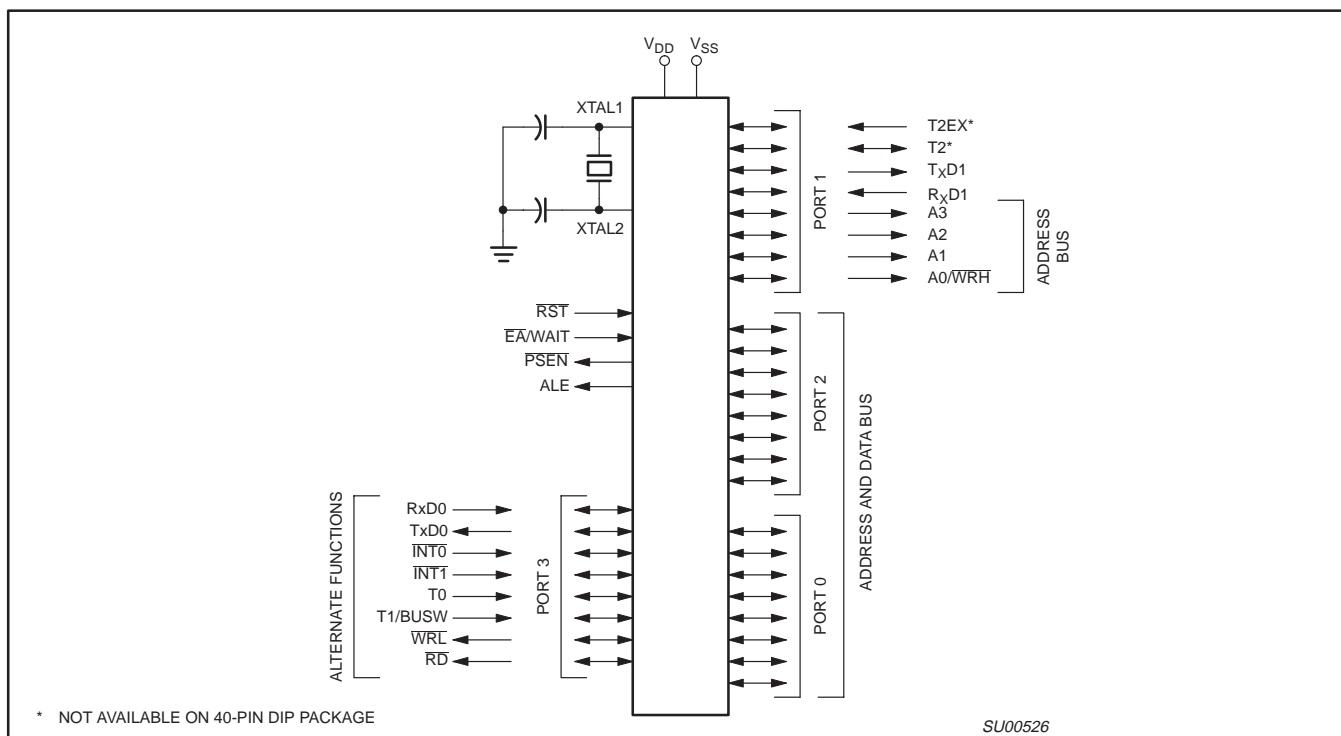 VDD VSS
XTAL1
XTAL2
RST
EA/WAIT
PSEN
ALE
PORT 1
T2EX*
T2*
TXD1
RXD1
A3
A2
A1
A0/WRH
ADDRESS
BUS
PORT 2
ADDRESS AND DATA BUS
PORT 0
ALTERNATE FUNCTIONS
RxD0
TxD0
INT0
INT1
T0
T1/BUSW
WRL
RD
PORT 3
* NOT AVAILABLE ON 40-PIN DIP PACKAGE
SU00526